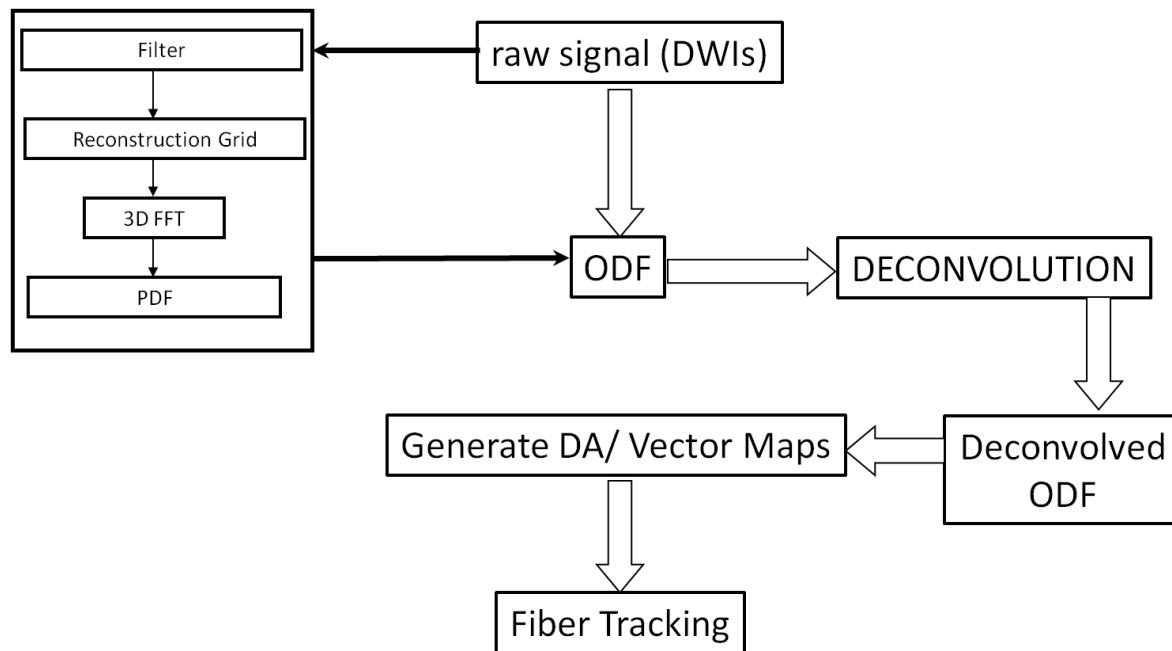 Filter
Reconstruction Grid
3D FFT
PDF
raw signal (DWIs)
ODF
DECONVOLUTION
Deconvolved
ODF
Generate DA/ Vector Maps
Fiber Tracking